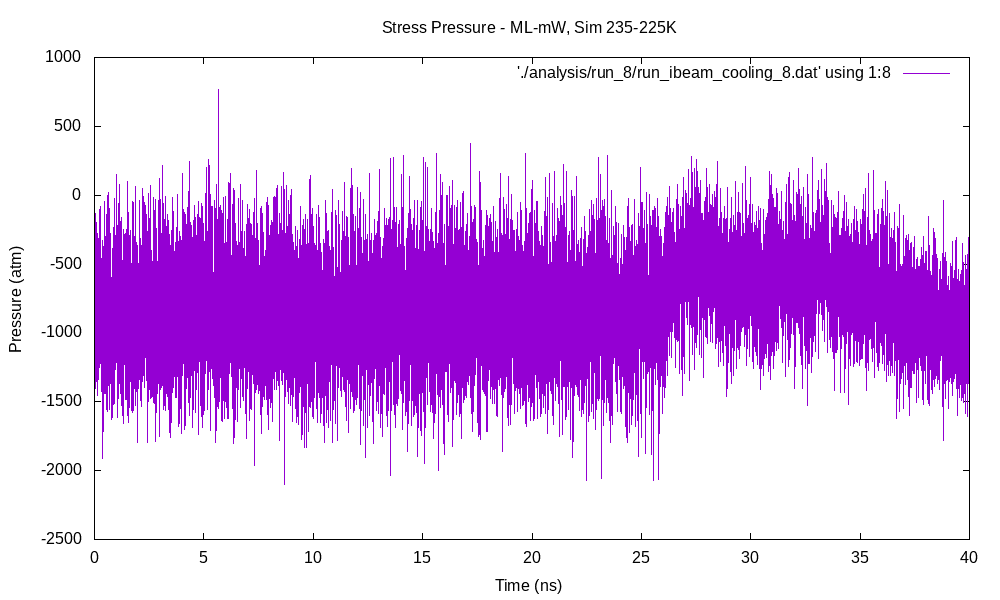 Stress Pressure - ML-mW, Sim 235-225K
'./analysis/run_8/run_ibeam_cooling_8.dat' using 1:8
1000
500
0
-500
-1000
-1500
-2000
-2500
Pressure (atm)
0 5 10 15 20 25 30 35 40
Time (ns)